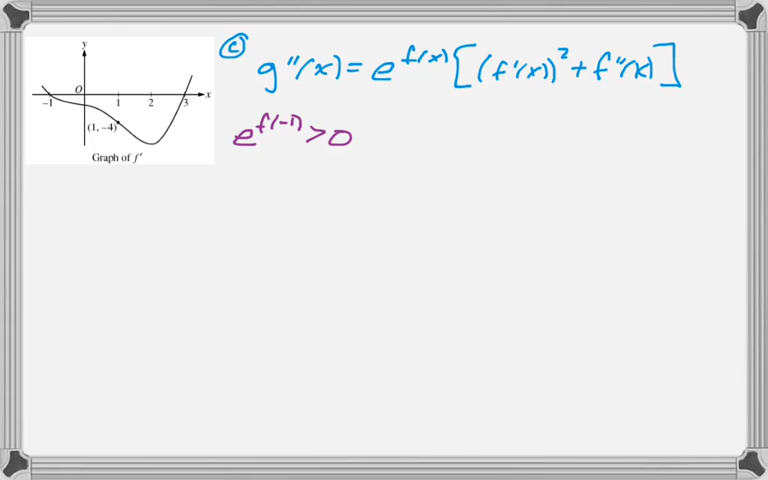 y
O
x
-1
1
2
3
(1, -4)
Graph of f'
(c) g''(x) = e^{f(x)} [(f'(x))^2 + f''(x)]
e^{f(-1)} > 0